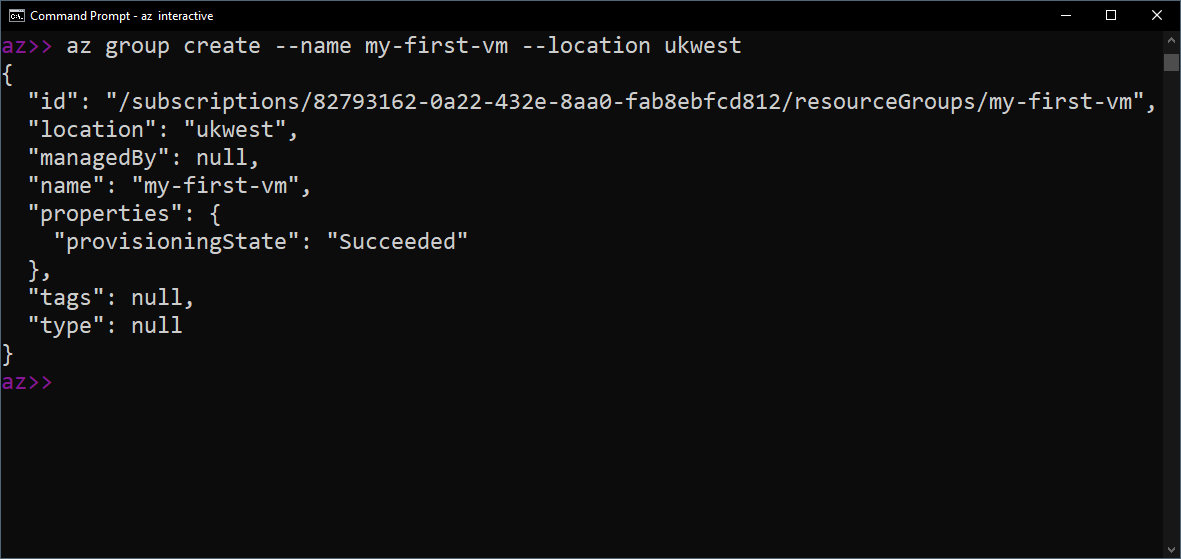 Command Prompt - az  interactive
az>> az group create --name my-first-vm --location ukwest
{
  "id": "/subscriptions/82793162-0a22-432e-8aa0-fab8ebfcd812/resourceGroups/my-first-vm",
  "location": "ukwest",
  "managedBy": null,
  "name": "my-first-vm",
  "properties": {
    "provisioningState": "Succeeded"
  },
  "tags": null,
  "type": null
}
az>>